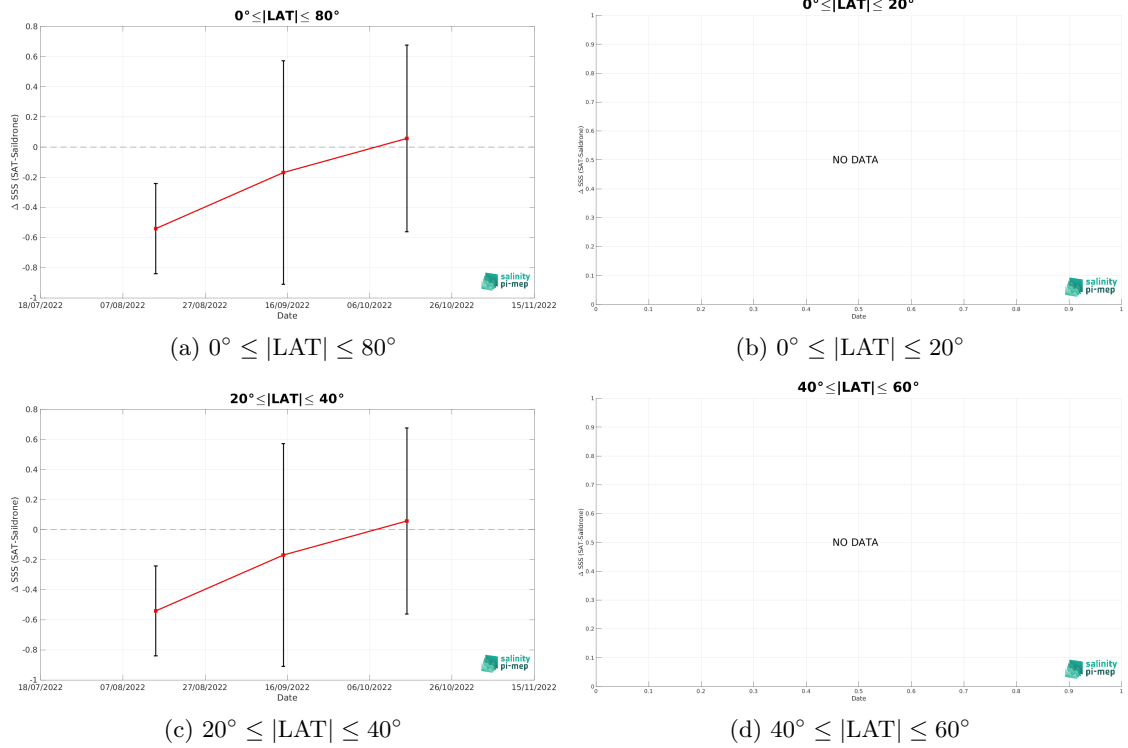 0°≤|LAT|≤ 80°
0.8
0.6
0.4
0.2
0
-0.2
-0.4
-0.6
-0.8
-1
Δ SSS (SAT-Saildrone)
18/07/2022 07/08/2022 27/08/2022 16/09/2022 06/10/2022 26/10/2022 15/11/2022
Date
salinity
pi-mep
(a) 0° ≤ |LAT| ≤ 80°
0°≤|LAT|≤ 20°
1
0.9
0.8
0.7
0.6
0.5
0.4
0.3
0.2
0.1
0
Δ SSS (SAT-Saildrone)
NO DATA
0 0.1 0.2 0.3 0.4 0.5 0.6 0.7 0.8 0.9 1
Date
salinity
pi-mep
(b) 0° ≤ |LAT| ≤ 20°
20°≤|LAT|≤ 40°
0.8
0.6
0.4
0.2
0
-0.2
-0.4
-0.6
-0.8
-1
Δ SSS (SAT-Saildrone)
18/07/2022 07/08/2022 27/08/2022 16/09/2022 06/10/2022 26/10/2022 15/11/2022
Date
salinity
pi-mep
(c) 20° ≤ |LAT| ≤ 40°
40°≤|LAT|≤ 60°
1
0.9
0.8
0.7
0.6
0.5
0.4
0.3
0.2
0.1
0
Δ SSS (SAT-Saildrone)
NO DATA
0 0.1 0.2 0.3 0.4 0.5 0.6 0.7 0.8 0.9 1
Date
salinity
pi-mep
(d) 40° ≤ |LAT| ≤ 60°